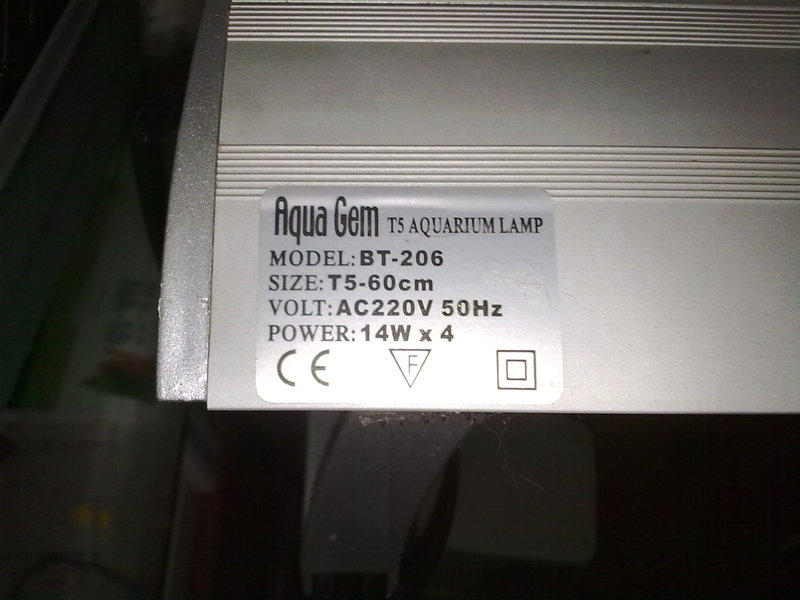 Aqua Gem T5 AQUARIUM LAMP
MODEL: BT-206
SIZE: T5-60cm
VOLT: AC220V 50Hz
POWER: 14W x 4
CE F